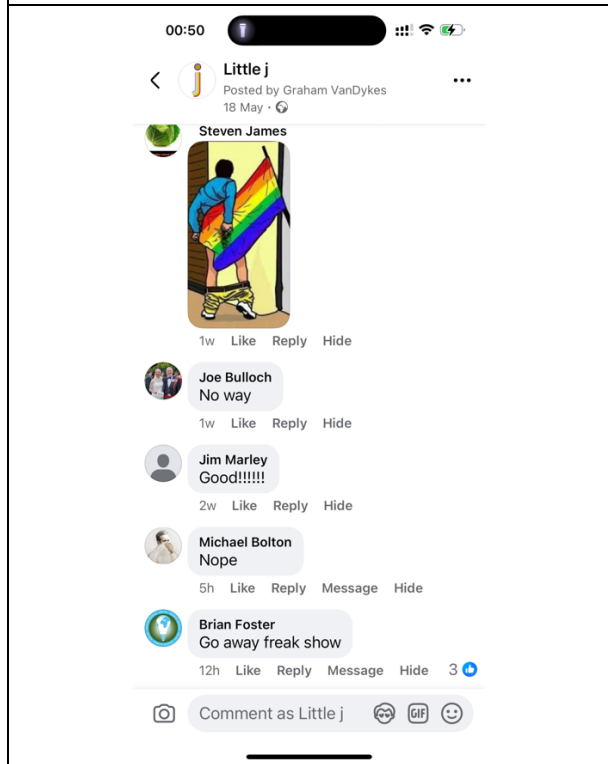 00:50
j
Little j
Posted by Graham VanDykes
18 May ·
Steven James
1w Like Reply Hide
Joe Bulloch
No way
1w Like Reply Hide
Jim Marley
Good!!!!!!
2w Like Reply Hide
Michael Bolton
Nope
5h Like Reply Message Hide
Brian Foster
Go away freak show
12h Like Reply Message Hide 3
Comment as Little j GIF